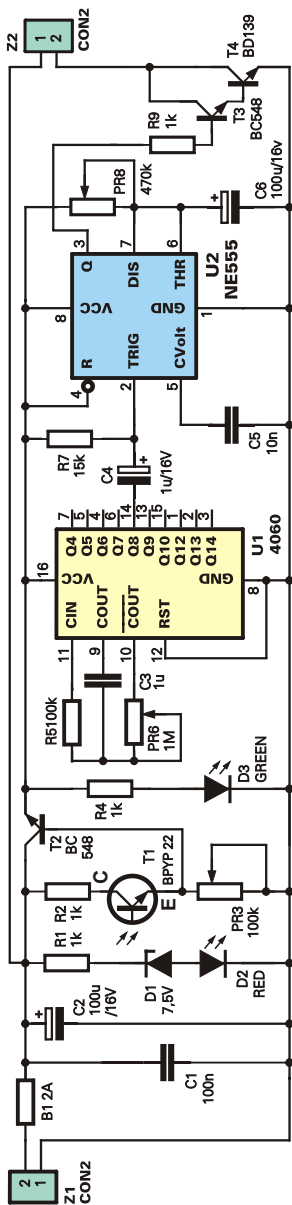 Z1
CON2
2
1
B1 2A
C1
100n
C2
100u
/16V
R1
1k
D1
7,5V
D2
RED
R2
1k
C
E
T1
BPYP 22
PR3
100k
T2
BC
548
R4
1k
D3
GREEN
R5100k
C3
1u
PR6
1M
11
9
10
12
16
8
VCC
CIN
COUT
COUT
RST
GND
Q4
Q5
Q6
Q7
Q8
Q9
Q10
Q12
Q13
Q14
7
5
4
6
14
13
15
1
2
3
U1
4060
C4
+
1u/16V
R7
15k
C5
10n
4
8
2
5
3
7
6
1
R
VCC
Q
TRIG
DIS
CVolt
GND
THR
U2
NE555
PR8
470k
+
C6
100u/16v
R9
1k
T3
BC548
T4
BD139
Z2
CON2
1
2